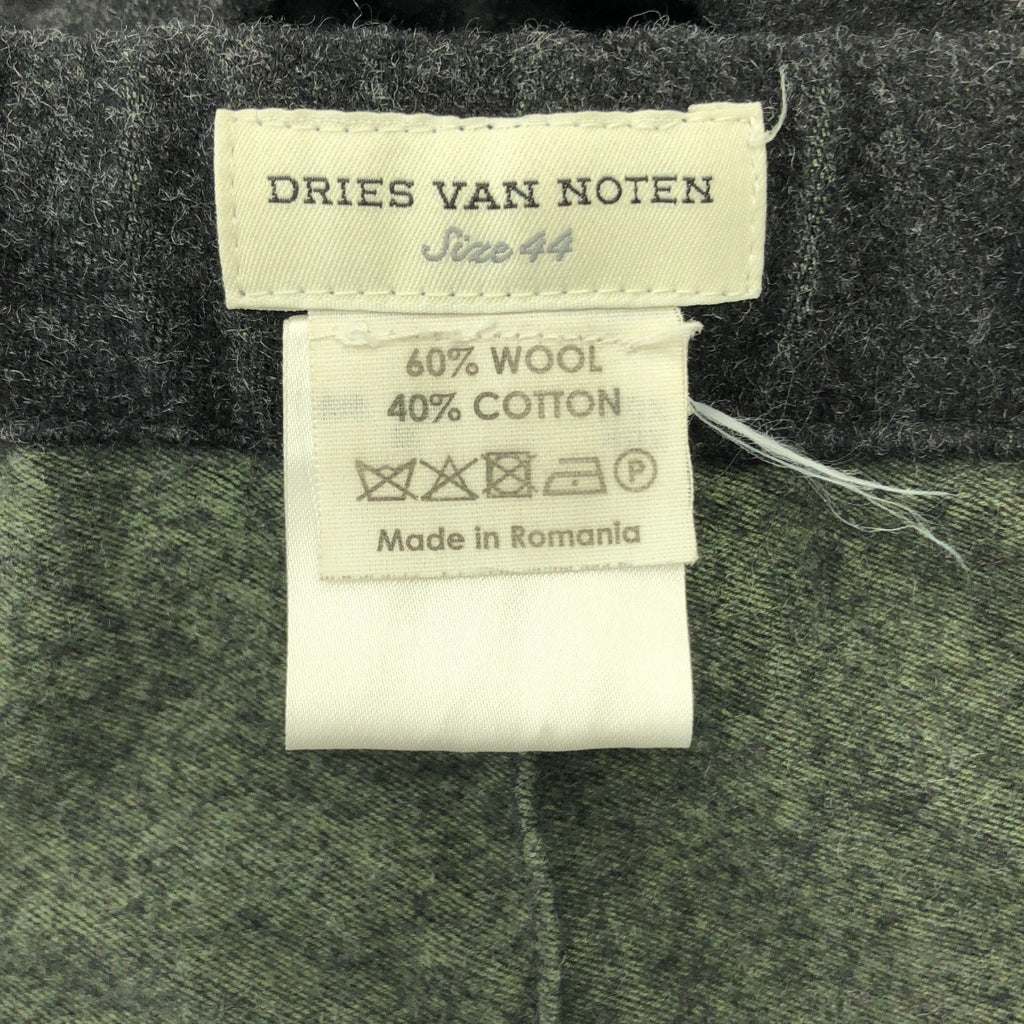 DRIES VAN NOTEN
Size 44
60% WOOL
40% COTTON
P
Made in Romania